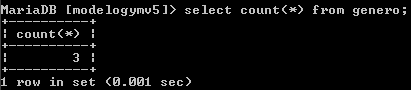 MariaDB [modelogymv5]> select count(*) from genero;
+----------+
| count(*) |
+----------+
|        3 |
+----------+
1 row in set (0.001 sec)